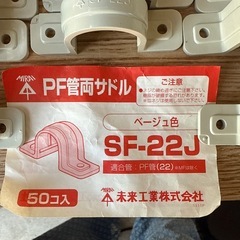 PF管両サドル
ご注意
ベージュ色
SF-22J
適合管：PF管(22)
50コ入
未来工業株式会社